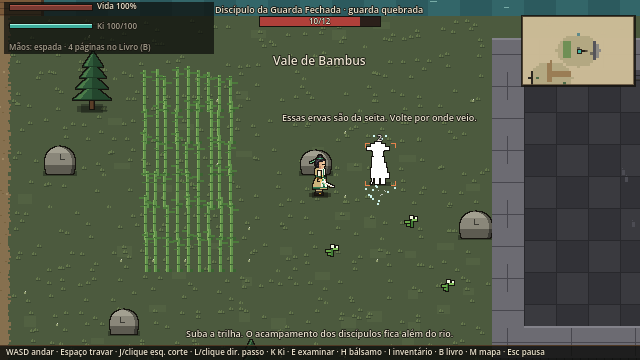 Vida 100%
Discípulo da Guarda Fechada · guarda quebrada
10/12
Ki 100/100
Mãos: espada · 4 páginas no Livro (B)
Vale de Bambus
Essas ervas são da seita. Volte por onde veio.
Suba a trilha. O acampamento dos discípulos fica além do rio.
WASD andar · Espaço travar · J/clique esq. corte · L/clique dir. passo · K Ki · E examinar · H bálsamo · I inventário · B livro · M mapa · Esc pausa